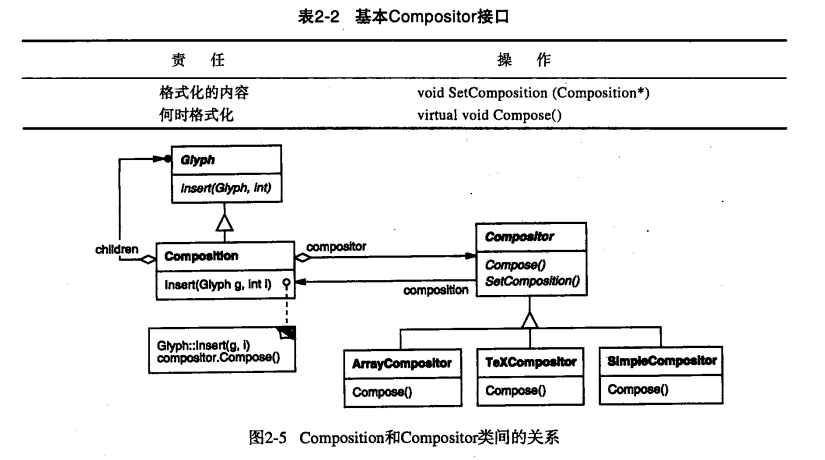 表2-2 基本Compositor接口
责 任 操 作
格式化的内容 void SetComposition (Composition*)
何时格式化 virtual void Compose()
Glyph
Insert(Glyph, int)
children
Composition
Insert(Glyph g, int i)
compositor
composition
Compositor
Compose()
SetComposition()
Glyph::Insert(g, i)
compositor.Compose()
ArrayCompositor
Compose()
TeXCompositor
Compose()
SimpleCompositor
Compose()
图2-5 Composition和Compositor类间的关系